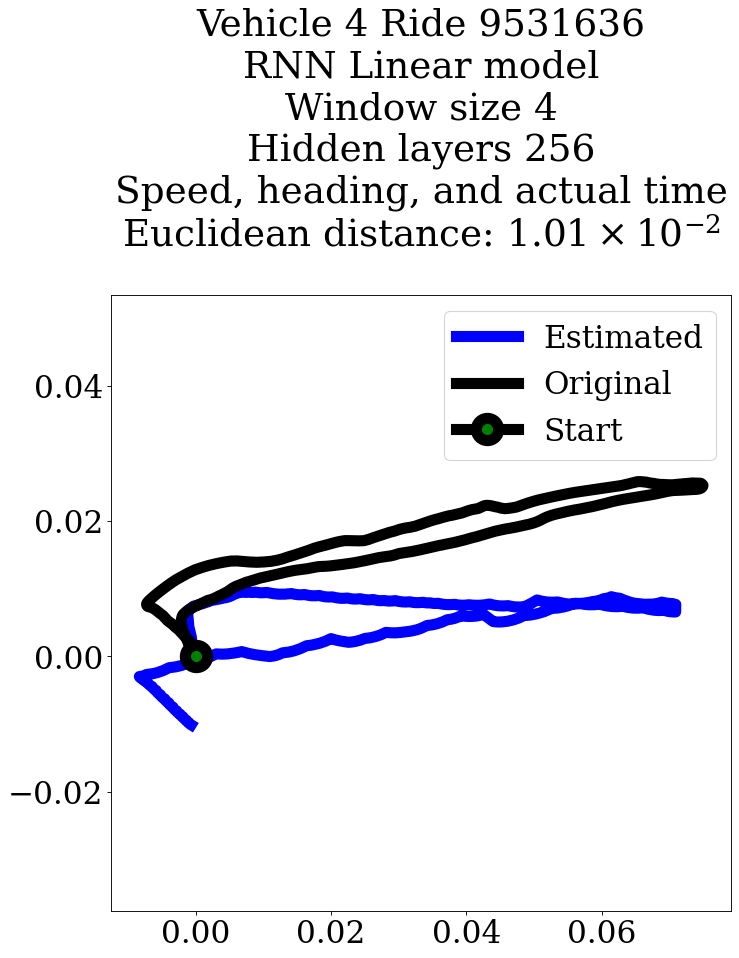 Vehicle 4 Ride 9531636
RNN Linear model
Window size 4
Hidden layers 256
Speed, heading, and actual time
Euclidean distance: 1.01 × 10⁻²
Estimated
Original
Start
0.04
0.02
0.00
−0.02
0.00 0.02 0.04 0.06